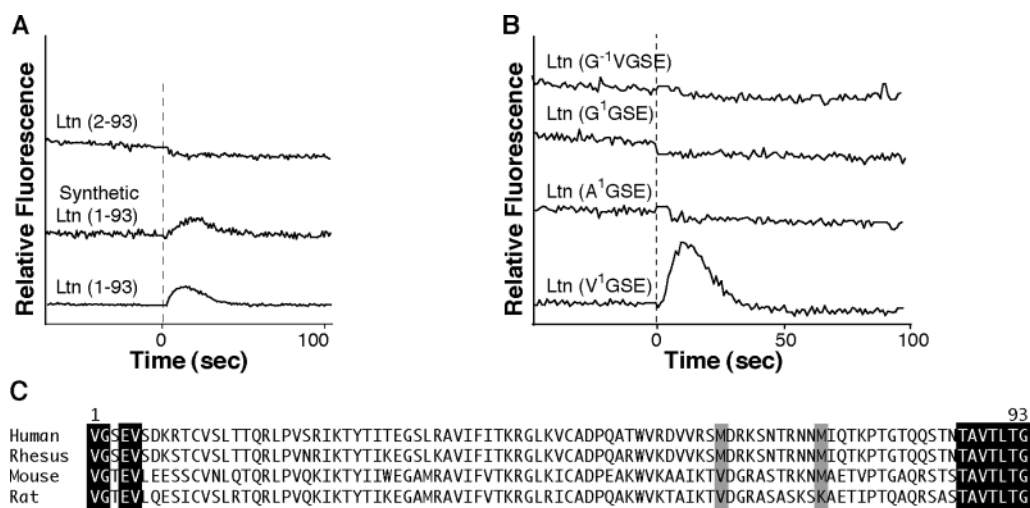 A
Relative Fluorescence
Ltn (2-93)
Synthetic
Ltn (1-93)
Ltn (1-93)
0
100
Time (sec)
B
Relative Fluorescence
Ltn (G⁻¹VGSE)
Ltn (G¹GSE)
Ltn (A¹GSE)
Ltn (V¹GSE)
0
50
100
Time (sec)
C
1 93
Human VGSEVSDKRTCVSLTTQRLPVSRIKTYTITEGSLRAVIFITKRGLKVCADPQATWVRDVVRSMDRKSNTRNNMIQTKPTGTQQSTNTAVTLTG
Rhesus VGSEVSDKSTCVSLTTQRLPVNRIKTYTIKEGSLRAVIFITKRGLKVCADPQAKWVKDVVKSMDRKSNTRNNMIQTKPTGTQQSTNTAVTLTG
Mouse VGTEVLEESSCVNLQTQRLPVQKIKTYIIWEGAMRAVIFVTKRGLKICADPEAKWVKAAIKTMDGRASTRKNMAETVPTGAQRSTSTAVTLTG
Rat VGTEVLQESICVSLRTQRLPVQKIKTYTIKEGAMRAVIFVTKRGLRICADPQAKWVKTAIKTVDGRASASKSKAETIPTQAQRSASTAVTLTG